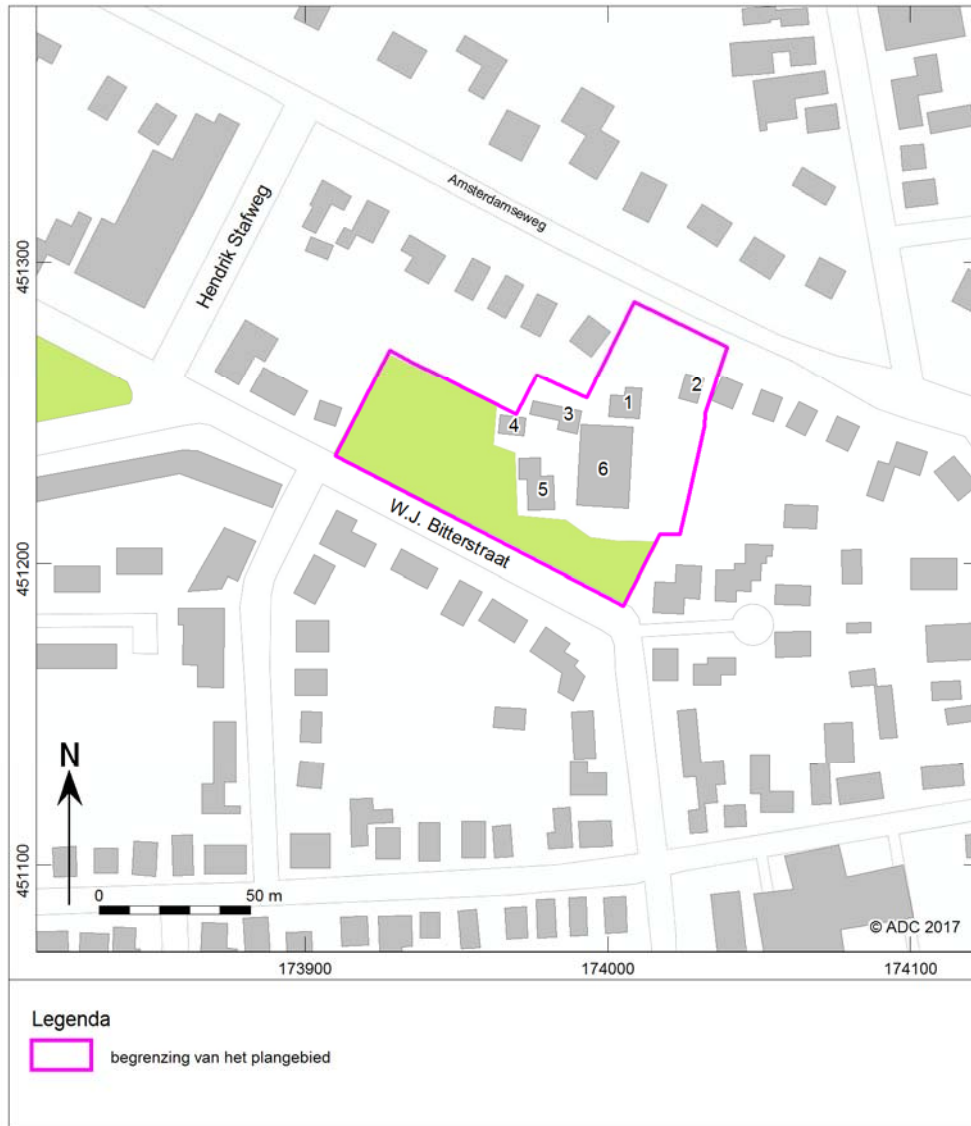 Amsterdamseweg
Hendrik Stafweg
451300
2
1
3
4
6
5
W.J. Bitterstraat
451200
N
451100
0 50 m
© ADC 2017
173900 174000 174100
Legenda
begrenzing van het plangebied